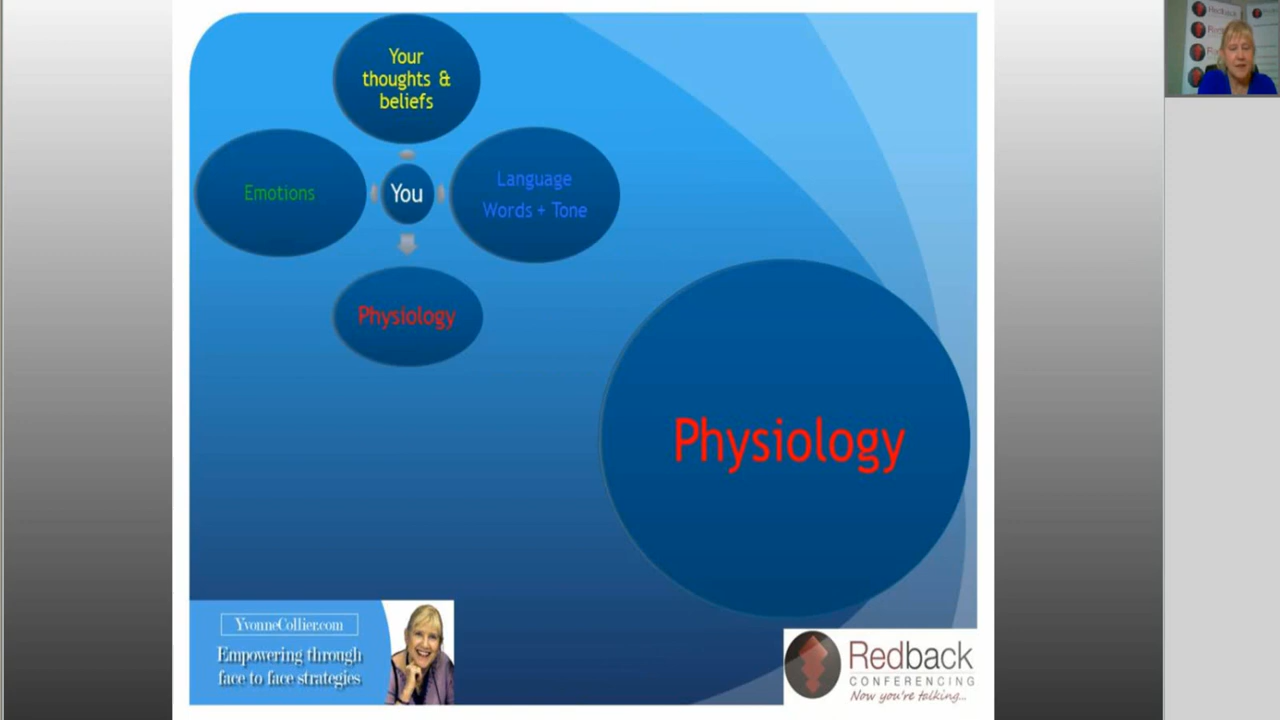 Your
thoughts &
beliefs
Emotions
You
Language
Words + Tone
Physiology
Physiology
YvonneCollier.com
Empowering through
face to face strategies
Redback
CONFERENCING
Now you're talking...
Redback